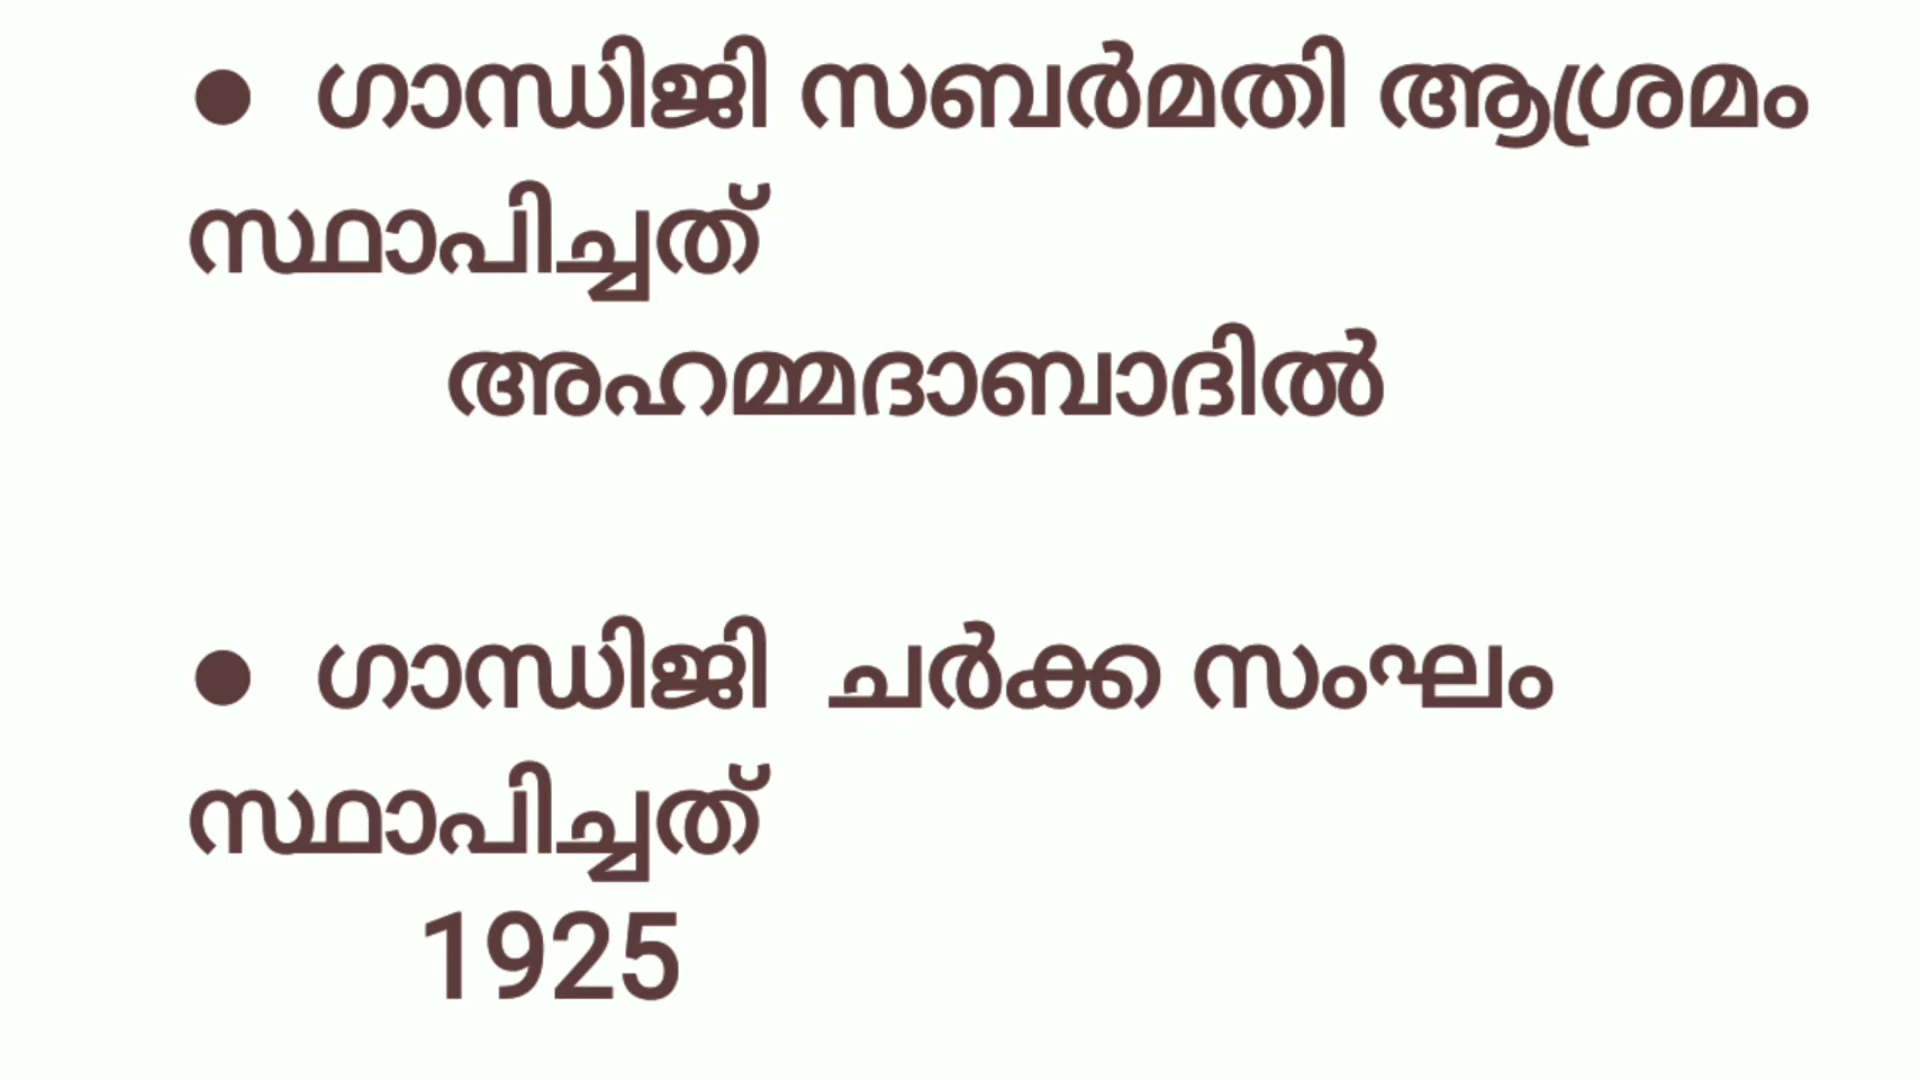 ● ഗാന്ധിജി സബർമതി ആശ്രമം
സ്ഥാപിച്ചത്
അഹമ്മദാബാദിൽ
● ഗാന്ധിജി ചർക്ക സംഘം
സ്ഥാപിച്ചത്
1925